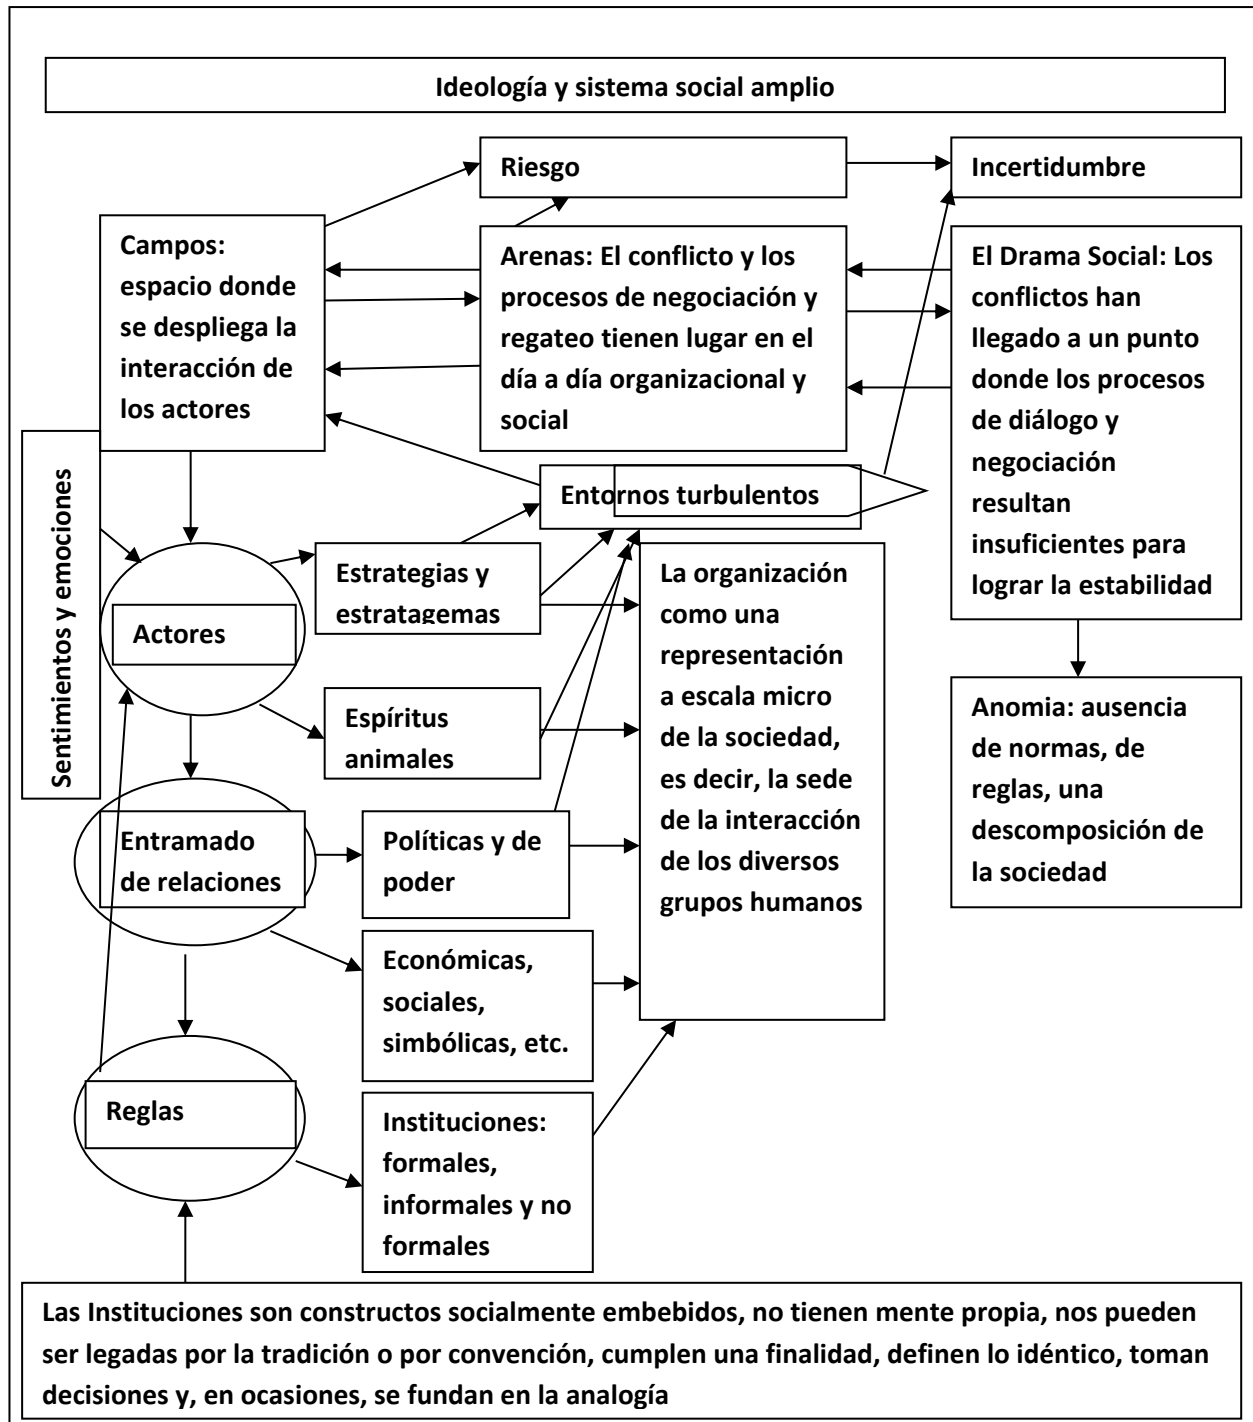 Ideología y sistema social amplio
Riesgo
Incertidumbre
Campos:
espacio donde
se despliega la
interacción de
los actores
Arenas: El conflicto y los
procesos de negociación y
regateo tienen lugar en el
día a día organizacional y
social
El Drama Social: Los
conflictos han
llegado a un punto
donde los procesos
de diálogo y
negociación
resultan
insuficientes para
lograr la estabilidad
Sentimientos y emociones
Entornos turbulentos
Actores
Estrategias y
estratagemas
La organización
como una
representación
a escala micro
de la sociedad,
es decir, la sede
de la interacción
de los diversos
grupos humanos
Espíritus
animales
Anomia: ausencia
de normas, de
reglas, una
descomposición de
la sociedad
Entramado
de relaciones
Políticas y de
poder
Económicas,
sociales,
simbólicas, etc.
Reglas
Instituciones:
formales,
informales y no
formales
Las Instituciones son constructos socialmente embebidos, no tienen mente propia, nos pueden
ser legadas por la tradición o por convención, cumplen una finalidad, definen lo idéntico, toman
decisiones y, en ocasiones, se fundan en la analogía